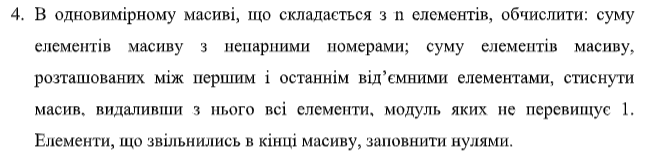 4. В одновимірному масиві, що складається з n елементів, обчислити: суму
елементів масиву з непарними номерами; суму елементів масиву,
розташованих між першим і останнім від’ємними елементами, стиснути
масив, видаливши з нього всі елементи, модуль яких не перевищує 1.
Елементи, що звільнились в кінці масиву, заповнити нулями.